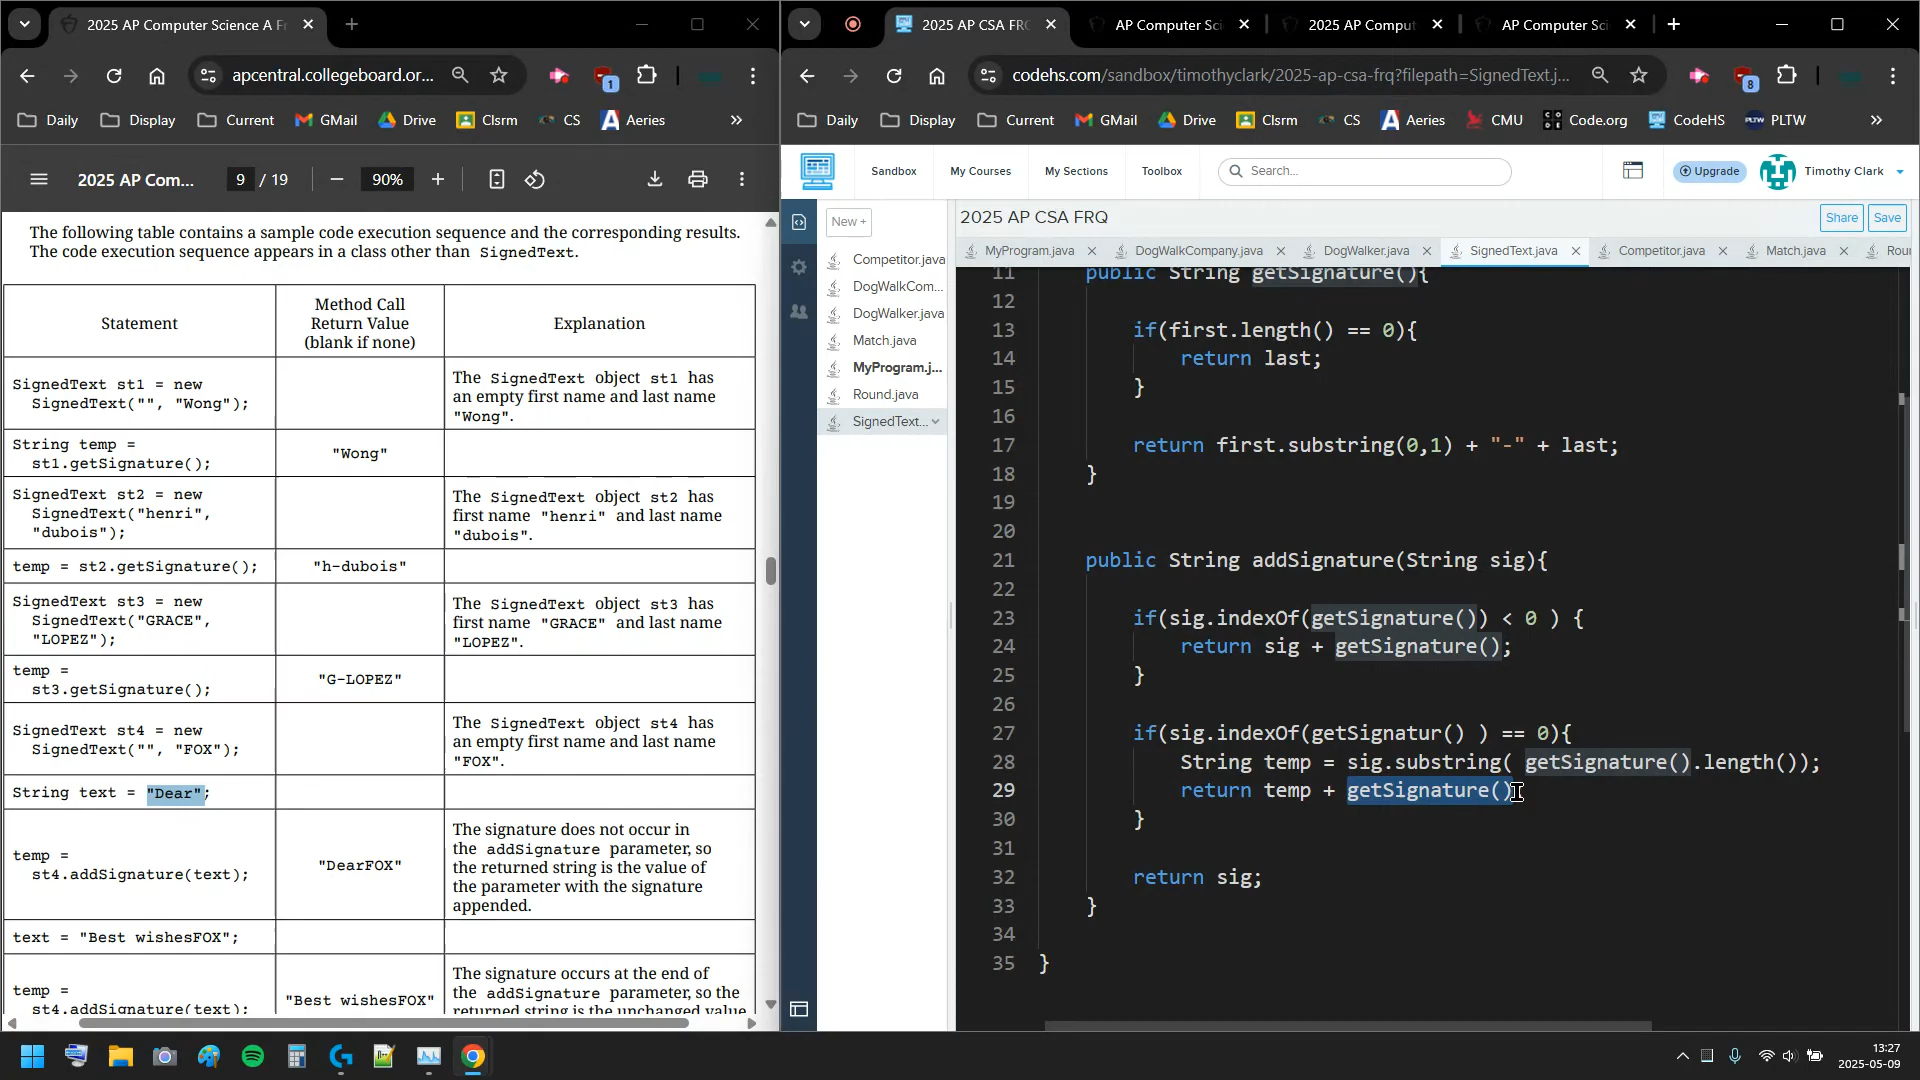 2025 AP Computer Science A Fr
apcentral.collegeboard.or...
1
Daily
Display
Current
GMail
Drive
Clsrm
CS
Aeries
»
2025 AP Com...
9 / 19
90%
The following table contains a sample code execution sequence and the corresponding results.
The code execution sequence appears in a class other than SignedText.
Statement
Method Call
Return Value
(blank if none)
Explanation
SignedText st1 = new
SignedText("", "Wong");
The SignedText object st1 has
an empty first name and last name
"Wong".
String temp =
st1.getSignature();
"Wong"
SignedText st2 = new
SignedText("henri",
"dubois");
The SignedText object st2 has
first name "henri" and last name
"dubois".
temp = st2.getSignature();
"h-dubois"
SignedText st3 = new
SignedText("GRACE",
"LOPEZ");
The SignedText object st3 has
first name "GRACE" and last name
"LOPEZ".
temp =
st3.getSignature();
"G-LOPEZ"
SignedText st4 = new
SignedText("", "FOX");
The SignedText object st4 has
an empty first name and last name
"FOX".
String text = "Dear";
temp =
st4.addSignature(text);
"DearFOX"
The signature does not occur in
the addSignature parameter, so
the returned string is the value of
the parameter with the signature
appended.
text = "Best wishesFOX";
temp =
st4.addSignature(text);
"Best wishesFOX"
The signature occurs at the end of
the addSignature parameter, so the
returned string is the unchanged value
2025 AP CSA FR
AP Computer Sci
2025 AP Comput
AP Computer Sci
codehs.com/sandbox/timothyclark/2025-ap-csa-frq?filepath=SignedText.j...
8
Daily
Display
Current
GMail
Drive
Clsrm
CS
Aeries
CMU
Code.org
CodeHS
PLTW
»
Sandbox
My Courses
My Sections
Toolbox
Search...
Upgrade
Timothy Clark
New +
Competitor.java
DogWalkCom...
DogWalker.java
Match.java
MyProgram.j...
Round.java
SignedText...
2025 AP CSA FRQ
Share
Save
MyProgram.java
DogWalkCompany.java
DogWalker.java
SignedText.java
Competitor.java
Match.java
Rou
11 public String getSignature(){
12
13 if(first.length() == 0){
14 return last;
15 }
16
17 return first.substring(0,1) + "-" + last;
18 }
19
20
21 public String addSignature(String sig){
22
23 if(sig.indexOf(getSignature()) < 0 ) {
24 return sig + getSignature();
25 }
26
27 if(sig.indexOf(getSignatur() ) == 0){
28 String temp = sig.substring( getSignature().length());
29 return temp + getSignature()
30 }
31
32 return sig;
33 }
34
35 }
13:27
2025-05-09